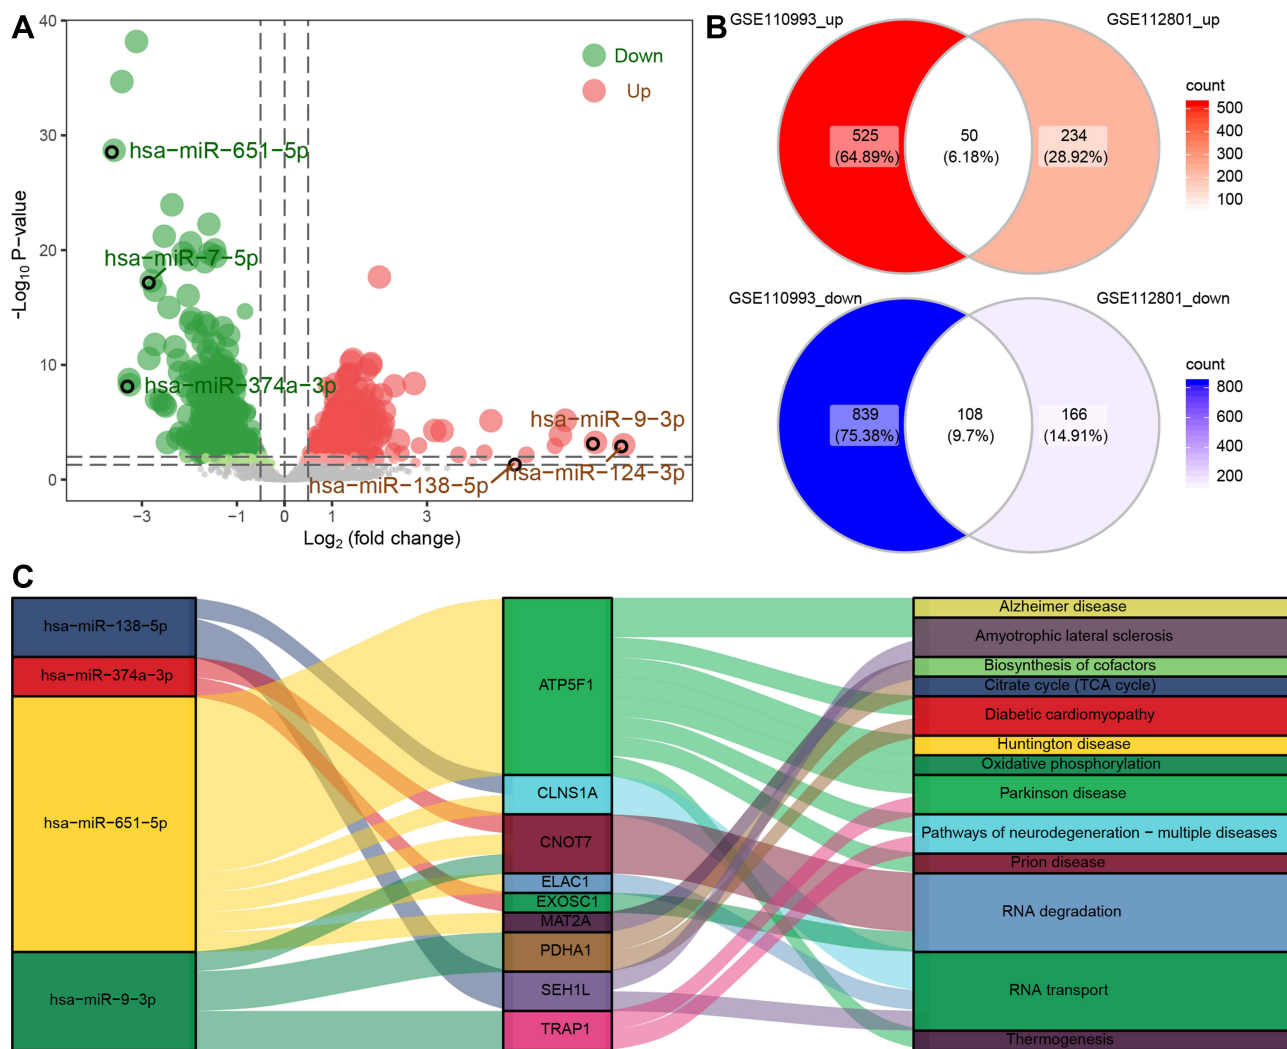 A
40
30
20
10
0
-Log10 P-value
Down
Up
hsa-miR-651-5p
hsa-miR-7-5p
hsa-miR-374a-3p
hsa-miR-9-3p
hsa-miR-124-3p
hsa-miR-138-5p
-3
-1
0
1
3
Log2 (fold change)
B
GSE110993_up
GSE112801_up
525
(64.89%)
50
(6.18%)
234
(28.92%)
count
500
400
300
200
100
GSE110993_down
GSE112801_down
839
(75.38%)
108
(9.7%)
166
(14.91%)
count
800
600
400
200
C
hsa-miR-138-5p
hsa-miR-374a-3p
hsa-miR-651-5p
hsa-miR-9-3p
ATP5F1
CLNS1A
CNOT7
ELAC1
EXOSC1
MAT2A
PDHA1
SEH1L
TRAP1
Alzheimer disease
Amyotrophic lateral sclerosis
Biosynthesis of cofactors
Citrate cycle (TCA cycle)
Diabetic cardiomyopathy
Huntington disease
Oxidative phosphorylation
Parkinson disease
Pathways of neurodegeneration - multiple diseases
Prion disease
RNA degradation
RNA transport
Thermogenesis